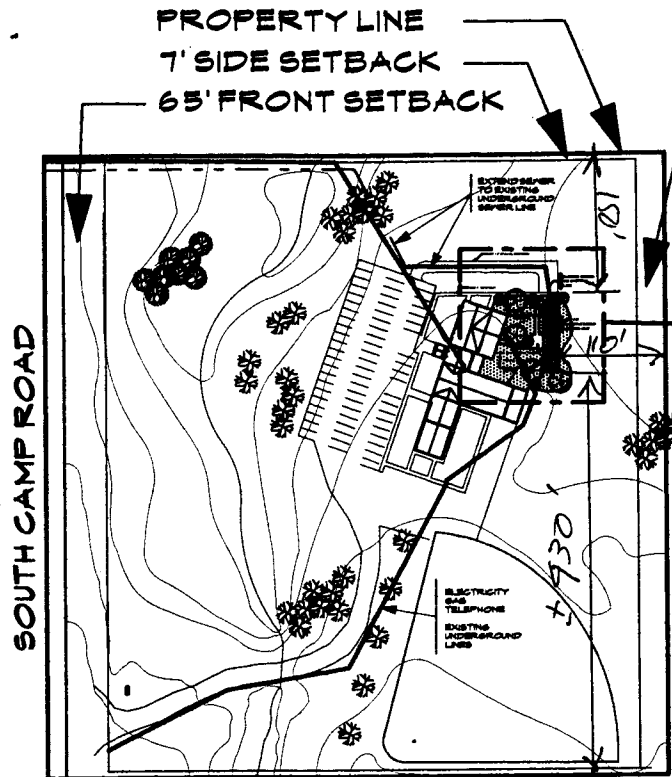 PROPERTY LINE
7' SIDE SETBACK
65' FRONT SETBACK
EXTEND SEWER
TO EXISTING
UNDERGROUND
SEWER LINE
SOUTH CAMP ROAD
110'
±930'
ELECTRICITY
GAS
TELEPHONE
EXISTING
UNDERGROUND
LINES